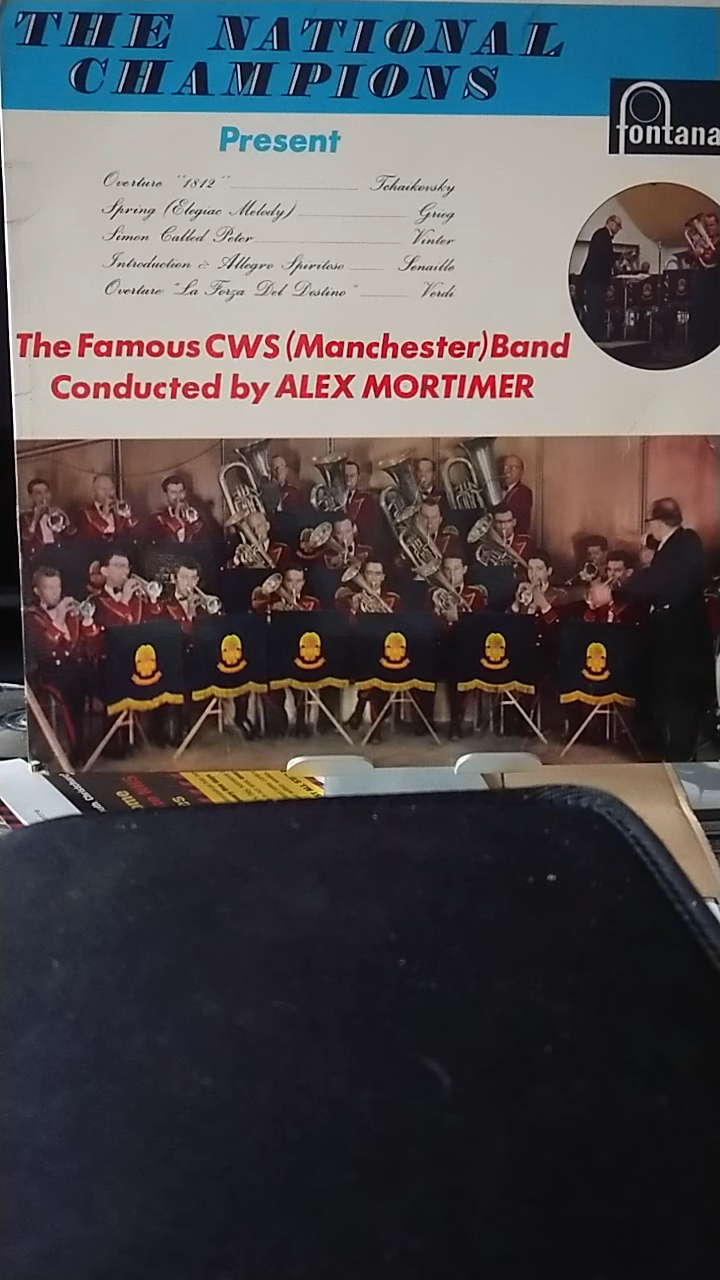 THE NATIONAL
CHAMPIONS
fontana
Present
Overture "1812" Tchaikovsky
Spring (Elegiac Melody) Grieg
Simon Called Peter Vinter
Introduction & Allegro Spiritoso Senaille
Overture "La Forza Del Destino" Verdi
The Famous CWS (Manchester) Band
Conducted by ALEX MORTIMER